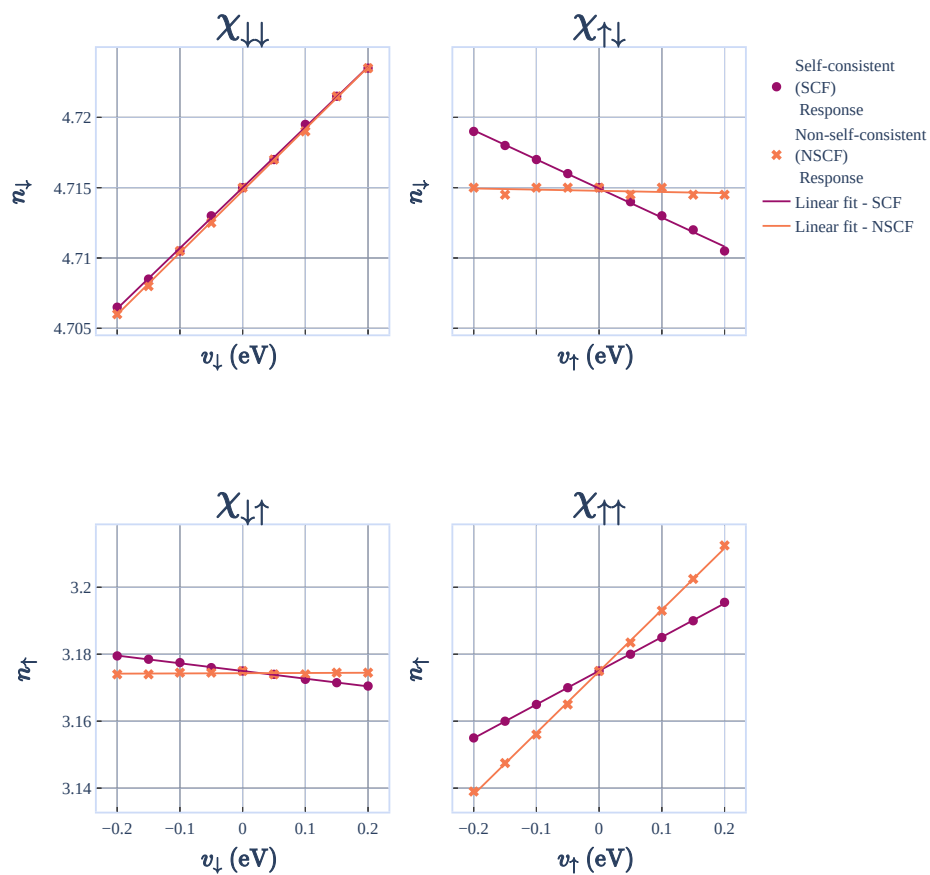 χ↓↓
χ↑↓
Self-consistent
(SCF)
Response
Non-self-consistent
(NSCF)
Response
Linear fit - SCF
Linear fit - NSCF
4.72
4.715
4.71
4.705
n↓
n↓
v↓ (eV)
v↑ (eV)
χ↓↑
χ↑↑
3.2
3.18
3.16
3.14
n↑
n↑
−0.2 −0.1 0 0.1 0.2
−0.2 −0.1 0 0.1 0.2
v↓ (eV)
v↑ (eV)